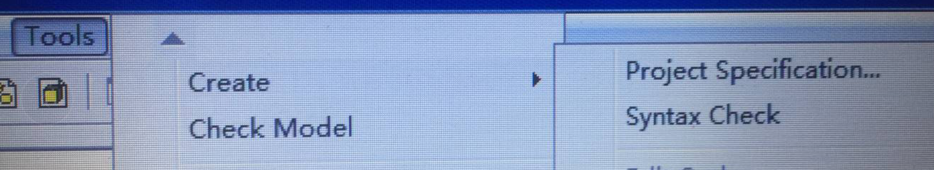 Tools
Create
Check Model
Project Specification...
Syntax Check